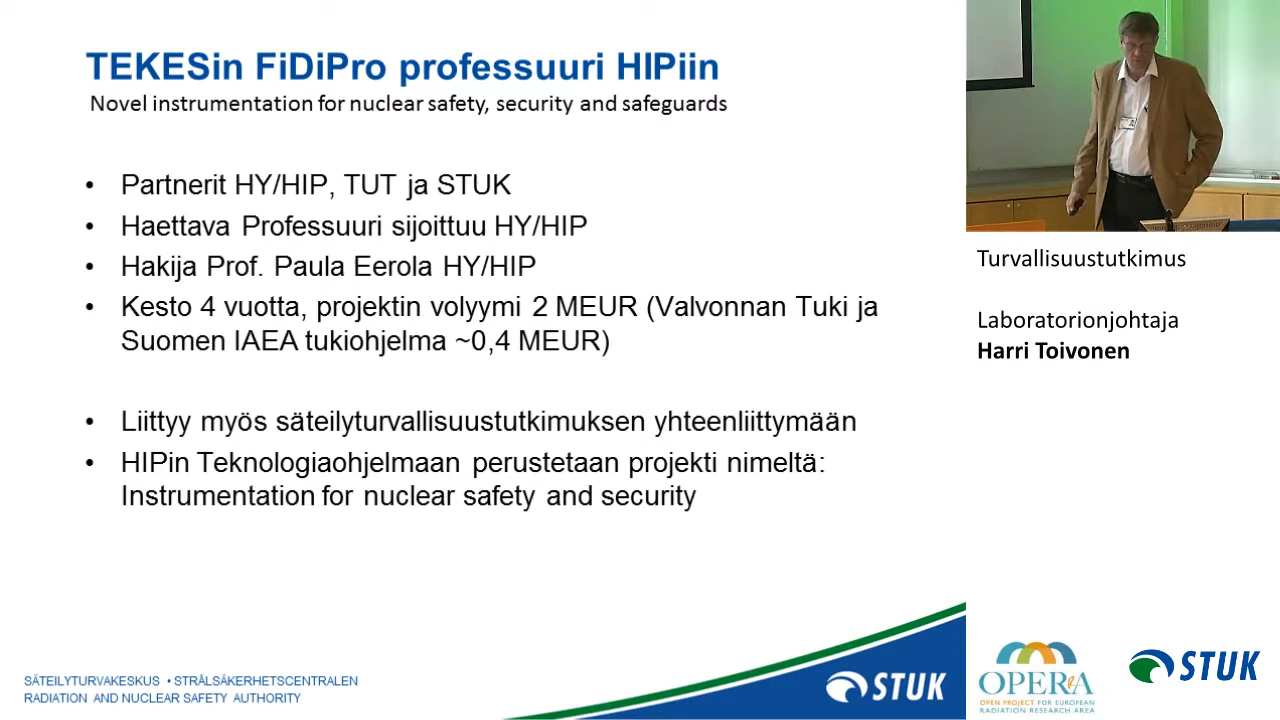 TEKESin FiDiPro professuuri HIPiin
Novel instrumentation for nuclear safety, security and safeguards
• Partnerit HY/HIP, TUT ja STUK
• Haettava Professuuri sijoittuu HY/HIP
• Hakija Prof. Paula Eerola HY/HIP
• Kesto 4 vuotta, projektin volyymi 2 MEUR (Valvonnan Tuki ja
Suomen IAEA tukiohjelma ~0,4 MEUR)
• Liittyy myös säteilyturvallisuustutkimuksen yhteenliittymään
• HIPin Teknologiaohjelmaan perustetaan projekti nimeltä:
Instrumentation for nuclear safety and security
SÄTEILYTURVAKESKUS • STRÅLSÄKERHETSCENTRALEN
RADIATION AND NUCLEAR SAFETY AUTHORITY
STUK
Turvallisuustutkimus
Laboratorionjohtaja
Harri Toivonen
OPERA
OPEN PROJECT FOR EUROPEAN
RADIATION RESEARCH AREA
STUK